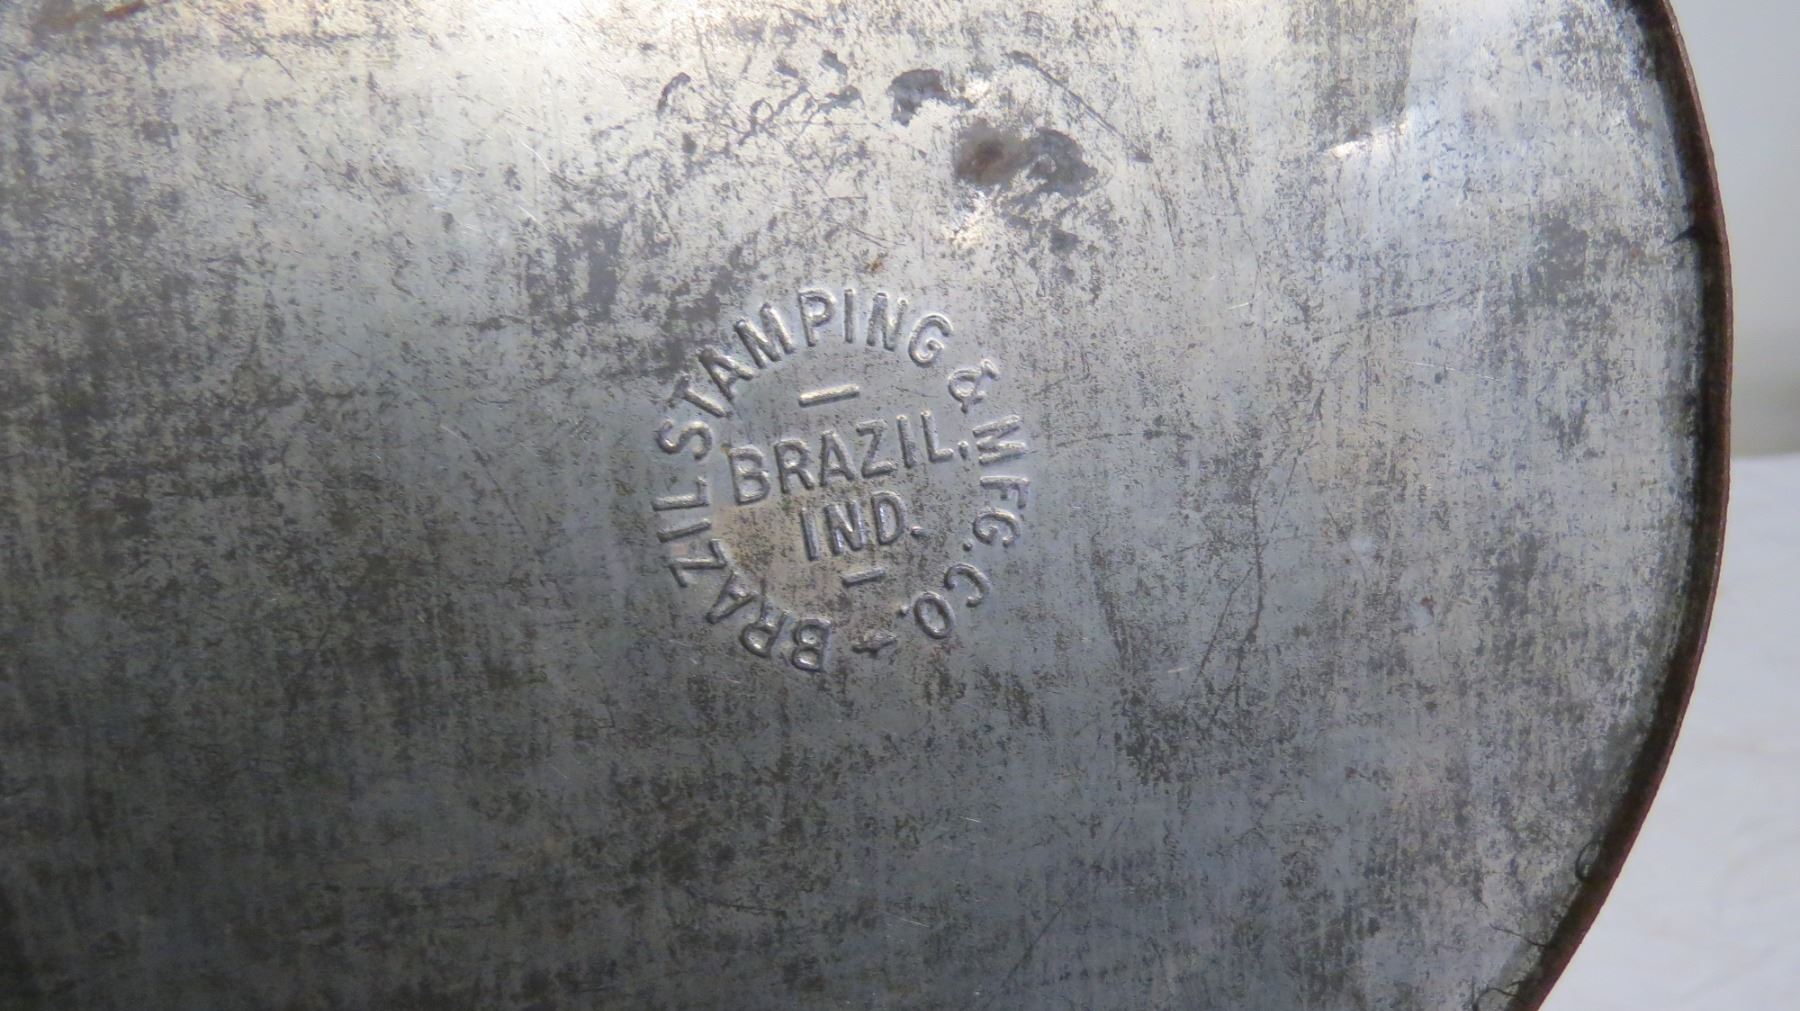 BRAZIL STAMPING & MFG. CO.
BRAZIL,
IND.